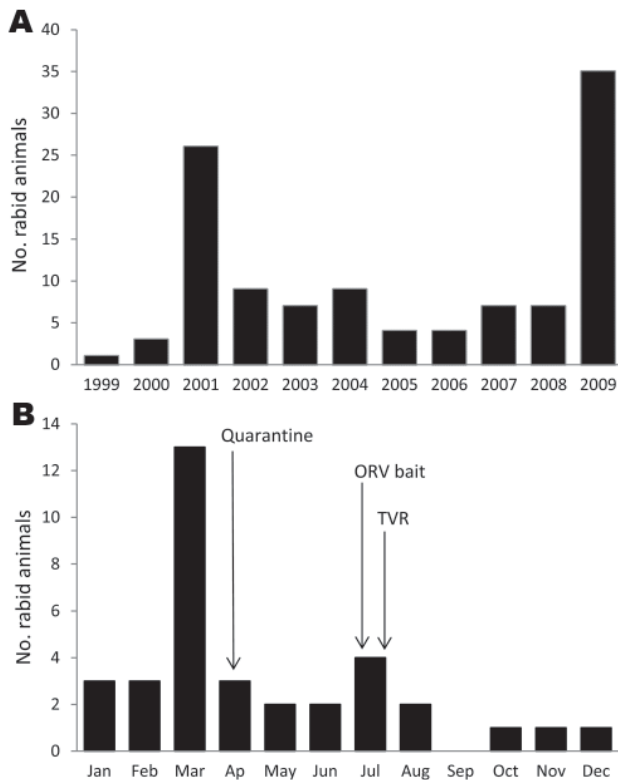 A
No. rabid animals
40
35
30
25
20
15
10
5
0
1999 2000 2001 2002 2003 2004 2005 2006 2007 2008 2009
B
No. rabid animals
14
12
10
8
6
4
2
0
Quarantine
ORV bait
TVR
Jan Feb Mar Ap May Jun Jul Aug Sep Oct Nov Dec